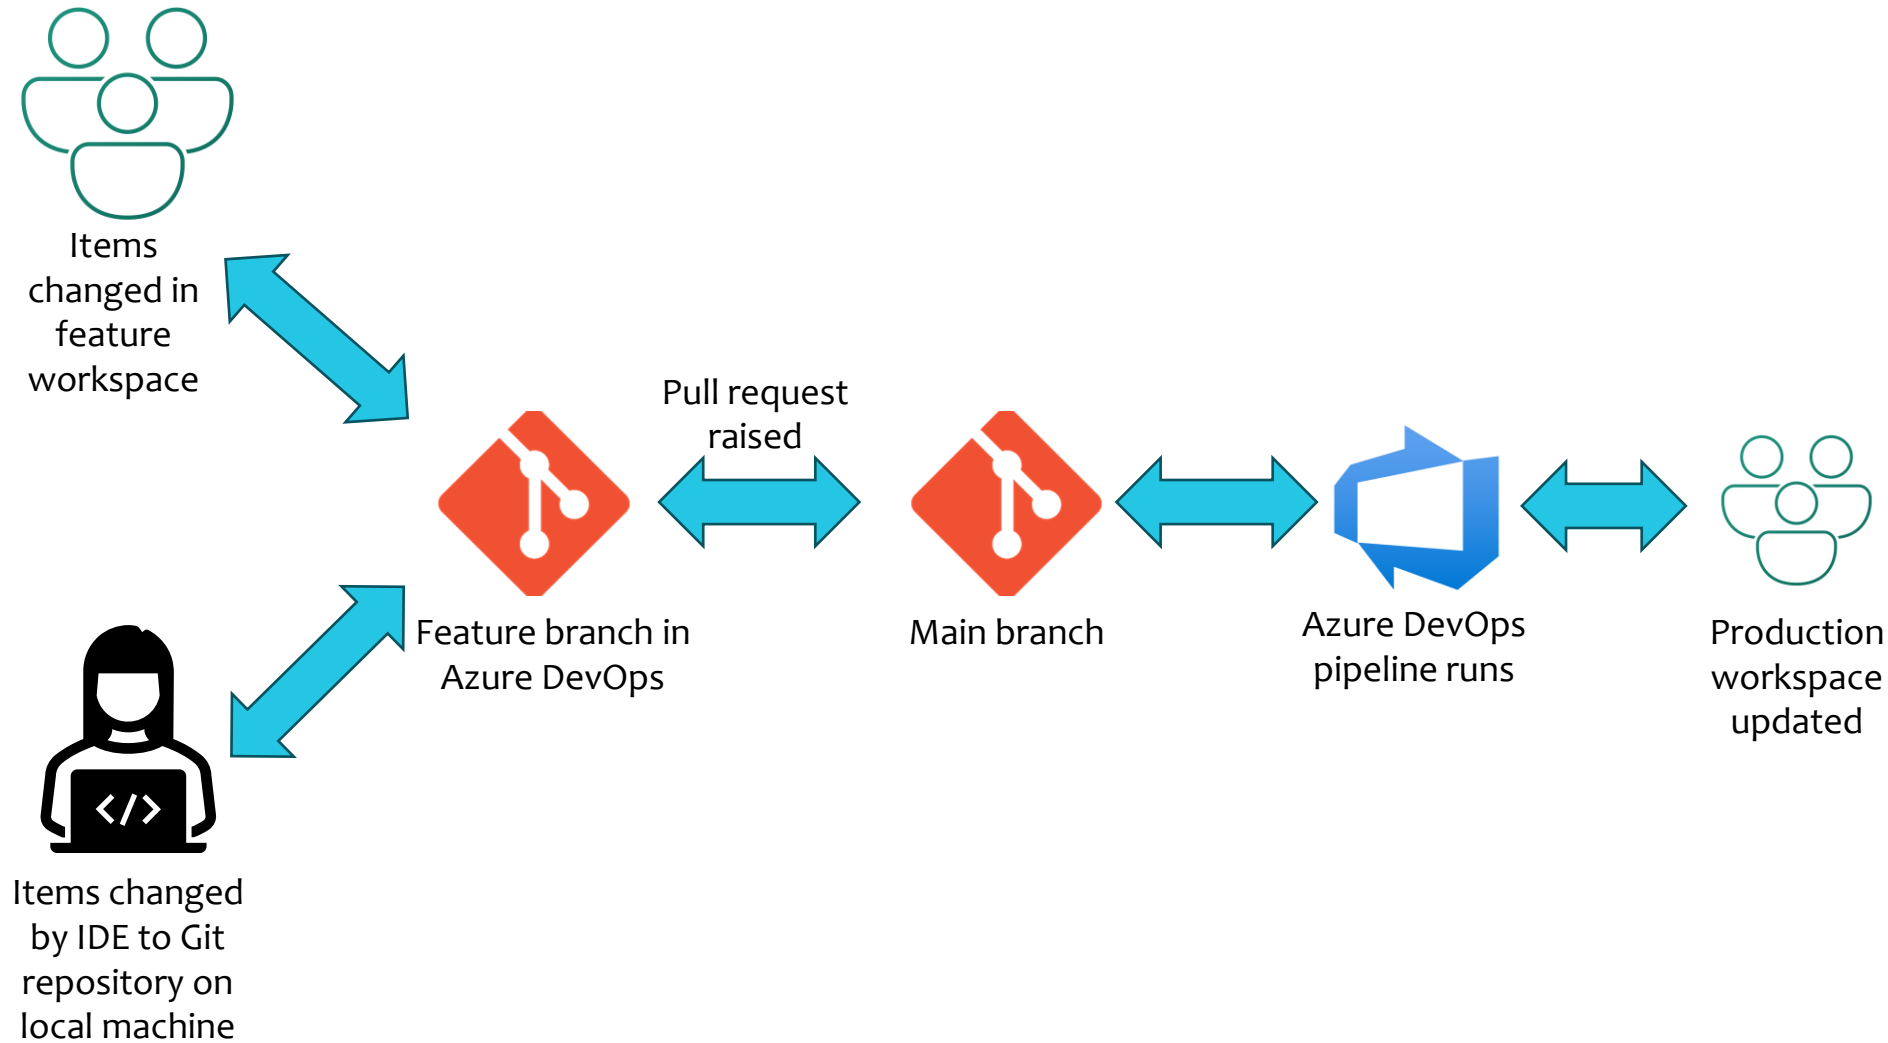 Items
changed in
feature
workspace
Pull request
raised
Feature branch in
Azure DevOps
Main branch
Azure DevOps
pipeline runs
Production
workspace
updated
</>
Items changed
by IDE to Git
repository on
local machine